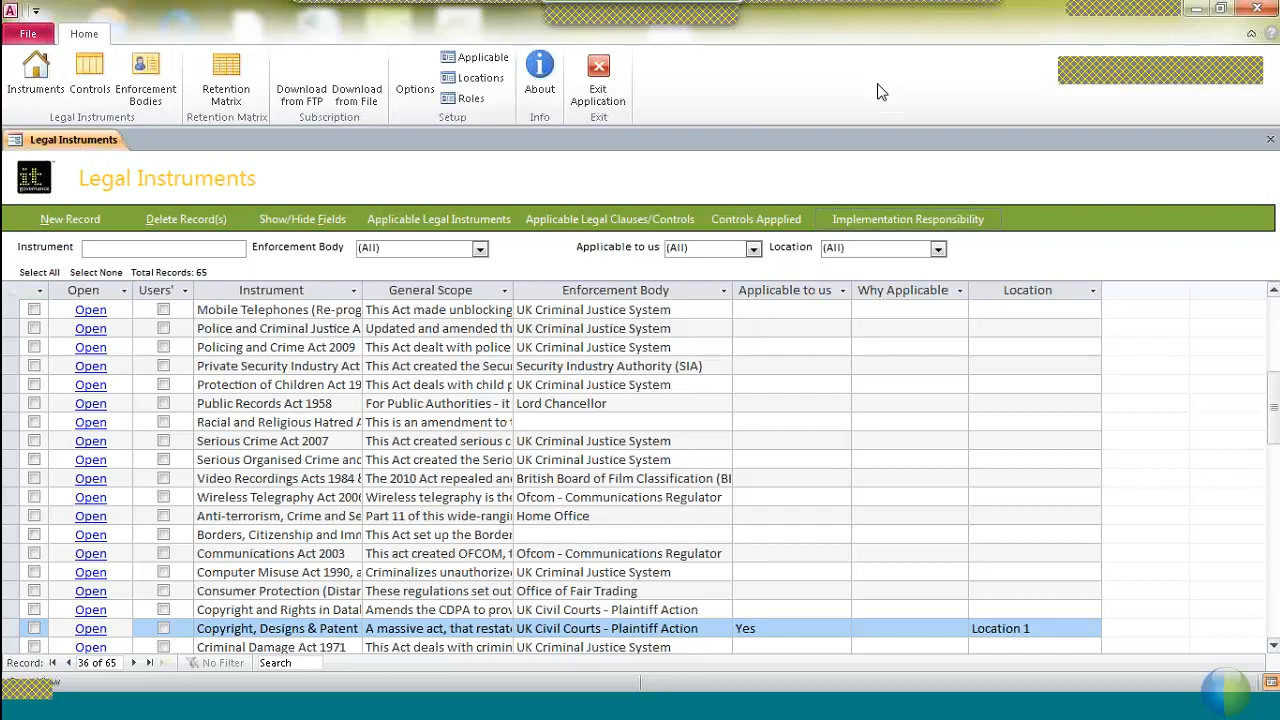 File Home
Instruments Controls Enforcement Bodies Retention Matrix Download from FTP Download from File Options Applicable Locations Roles About Exit Application
Legal Instruments Retention Matrix Subscription Setup Info Exit
Legal Instruments
it governance Legal Instruments
New Record Delete Record(s) Show/Hide Fields Applicable Legal Instruments Applicable Legal Clauses/Controls Controls Appplied Implementation Responsibility
Instrument Enforcement Body (All) Applicable to us (All) Location (All)
Select All Select None Total Records: 65
Open Users' Instrument General Scope Enforcement Body Applicable to us Why Applicable Location
Open Mobile Telephones (Re-prog This Act made unblocking UK Criminal Justice System
Open Police and Criminal Justice A Updated and amended th UK Criminal Justice System
Open Policing and Crime Act 2009 This Act dealt with police UK Criminal Justice System
Open Private Security Industry Act This Act created the Secur Security Industry Authority (SIA)
Open Protection of Children Act 19 This Act deals with child p UK Criminal Justice System
Open Public Records Act 1958 For Public Authorities - it Lord Chancellor
Open Racial and Religious Hatred A This is an amendment to t
Open Serious Crime Act 2007 This Act created serious c UK Criminal Justice System
Open Serious Organised Crime and This Act created the Serio UK Criminal Justice System
Open Video Recordings Acts 1984 & The 2010 Act repealed and British Board of Film Classification (BI
Open Wireless Telegraphy Act 2006 Wireless telegraphy is the Ofcom - Communications Regulator
Open Anti-terrorism, Crime and Se Part 11 of this wide-rangin Home Office
Open Borders, Citizenship and Imm This Act set up the Border
Open Communications Act 2003 This act created OFCOM, t Ofcom - Communications Regulator
Open Computer Misuse Act 1990, a Criminalizes unauthorized UK Criminal Justice System
Open Consumer Protection (Distan These regulations set out Office of Fair Trading
Open Copyright and Rights in Data Amends the CDPA to prov UK Civil Courts - Plaintiff Action
Open Copyright, Designs & Patent A massive act, that restate UK Civil Courts - Plaintiff Action Yes Location 1
Open Criminal Damage Act 1971 This Act deals with crimin UK Criminal Justice System
Record: 36 of 65 No Filter Search